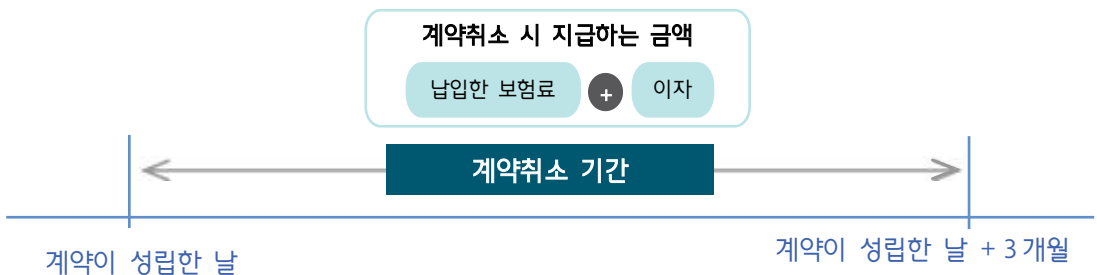 계약취소 시 지급하는 금액
납입한 보험료 + 이자
계약취소 기간
계약이 성립한 날
계약이 성립한 날 + 3개월